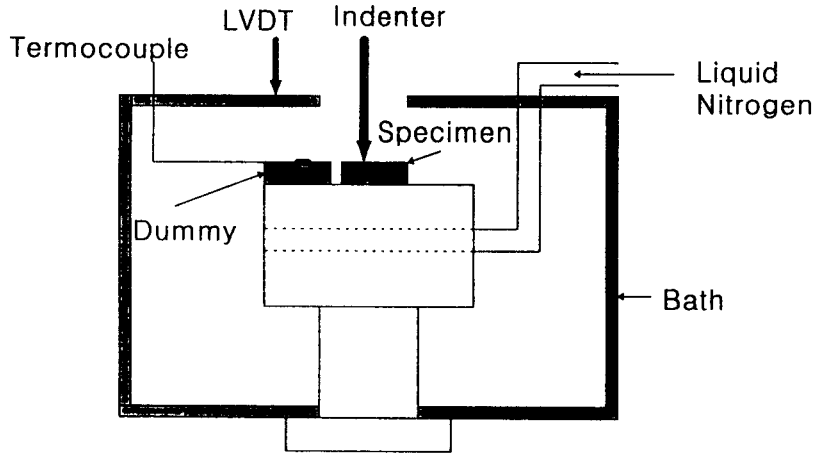 LVDT
Indenter
Termocouple
Liquid
Nitrogen
Specimen
Dummy
Bath